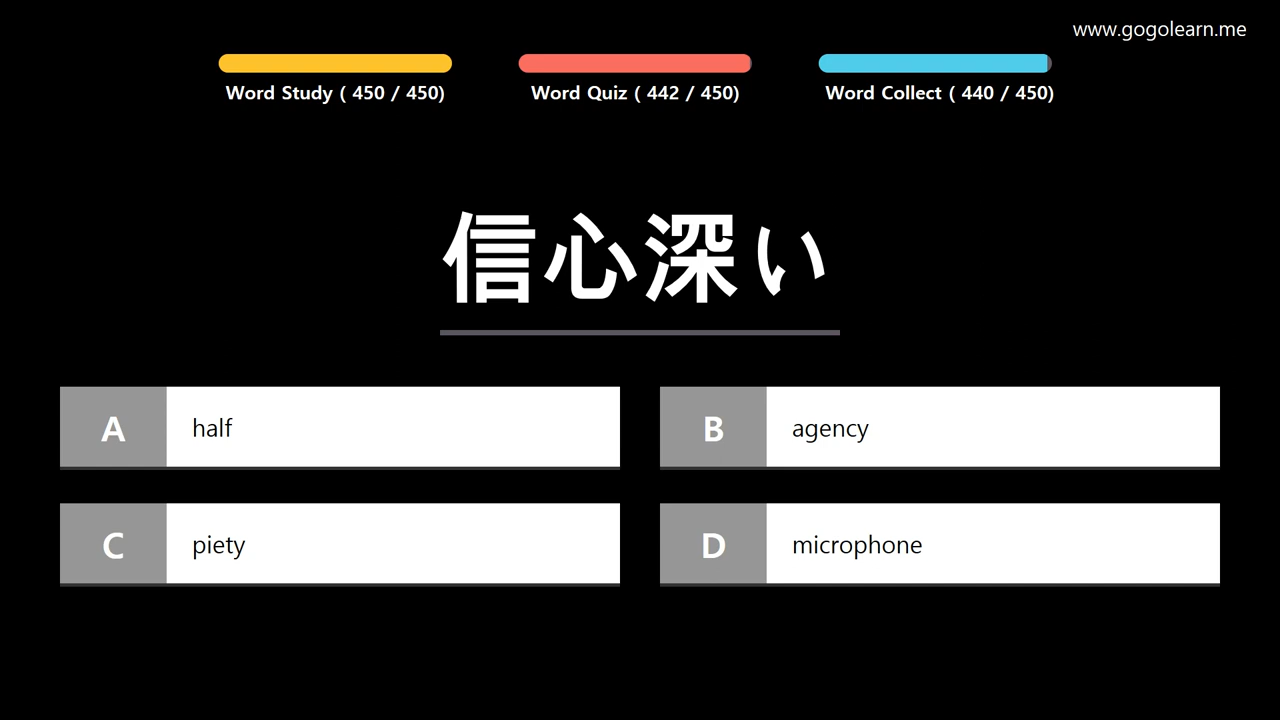 www.gogolearn.me
Word Study ( 450 / 450)
Word Quiz ( 442 / 450)
Word Collect ( 440 / 450)
信心深い
A half
B agency
C piety
D microphone